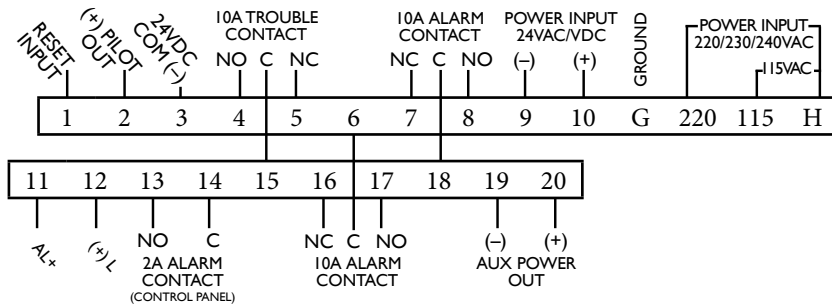 RESET INPUT
(+) PILOT OUT
24VDC COM (–)
10A TROUBLE CONTACT
NO C NC
10A ALARM CONTACT
NC C NO
POWER INPUT 24VAC/VDC
(–) (+)
GROUND
POWER INPUT 220/230/240VAC
115VAC
1 2 3 4 5 6 7 8 9 10 G 220 115 H
11 12 13 14 15 16 17 18 19 20
AL+
(+) L
NO C
2A ALARM CONTACT
(CONTROL PANEL)
NC C NO
10A ALARM CONTACT
(–) (+)
AUX POWER OUT